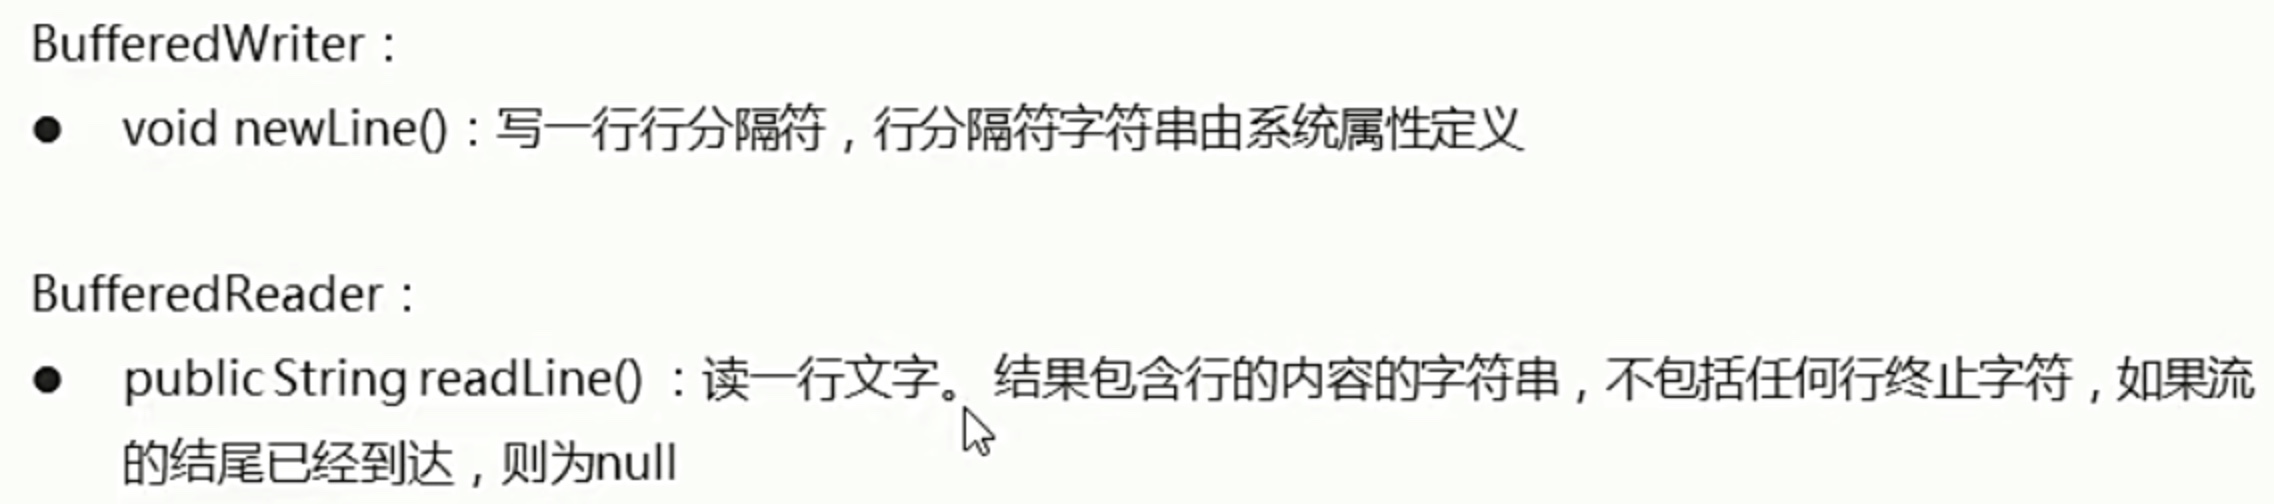 BufferedWriter：
● void newLine()：写一行行分隔符，行分隔符字符串由系统属性定义
BufferedReader：
● public String readLine() ：读一行文字。 结果包含行的内容的字符串，不包括任何行终止字符，如果流
的结尾已经到达，则为null